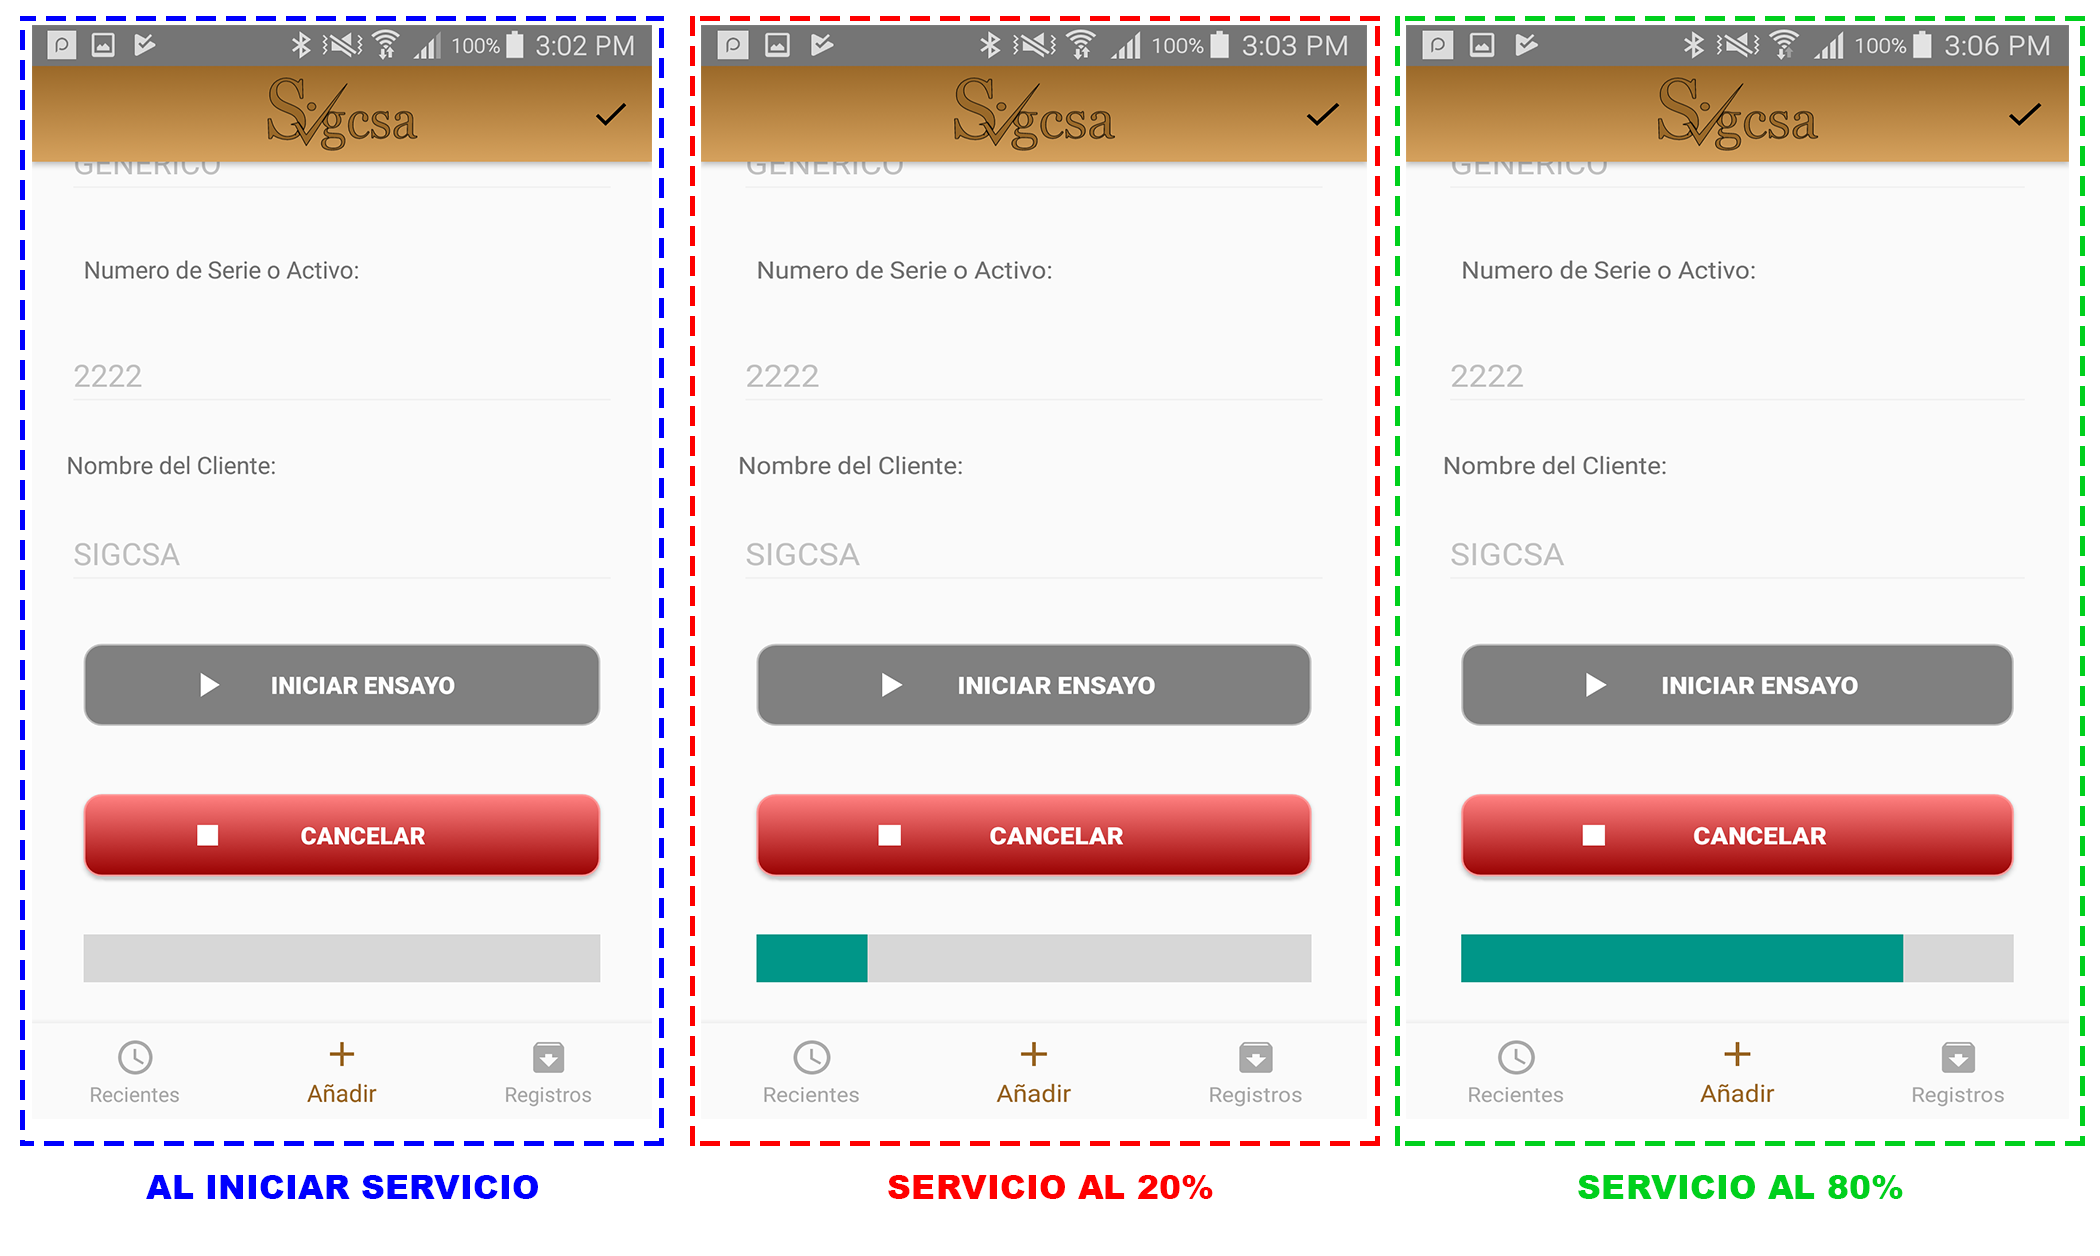 100% 3:02 PM
Sigcsa
GENERICO
Numero de Serie o Activo:
2222
Nombre del Cliente:
SIGCSA
INICIAR ENSAYO
CANCELAR
Recientes
Añadir
Registros
AL INICIAR SERVICIO
100% 3:03 PM
Sigcsa
GENERICO
Numero de Serie o Activo:
2222
Nombre del Cliente:
SIGCSA
INICIAR ENSAYO
CANCELAR
Recientes
Añadir
Registros
SERVICIO AL 20%
100% 3:06 PM
Sigcsa
GENERICO
Numero de Serie o Activo:
2222
Nombre del Cliente:
SIGCSA
INICIAR ENSAYO
CANCELAR
Recientes
Añadir
Registros
SERVICIO AL 80%